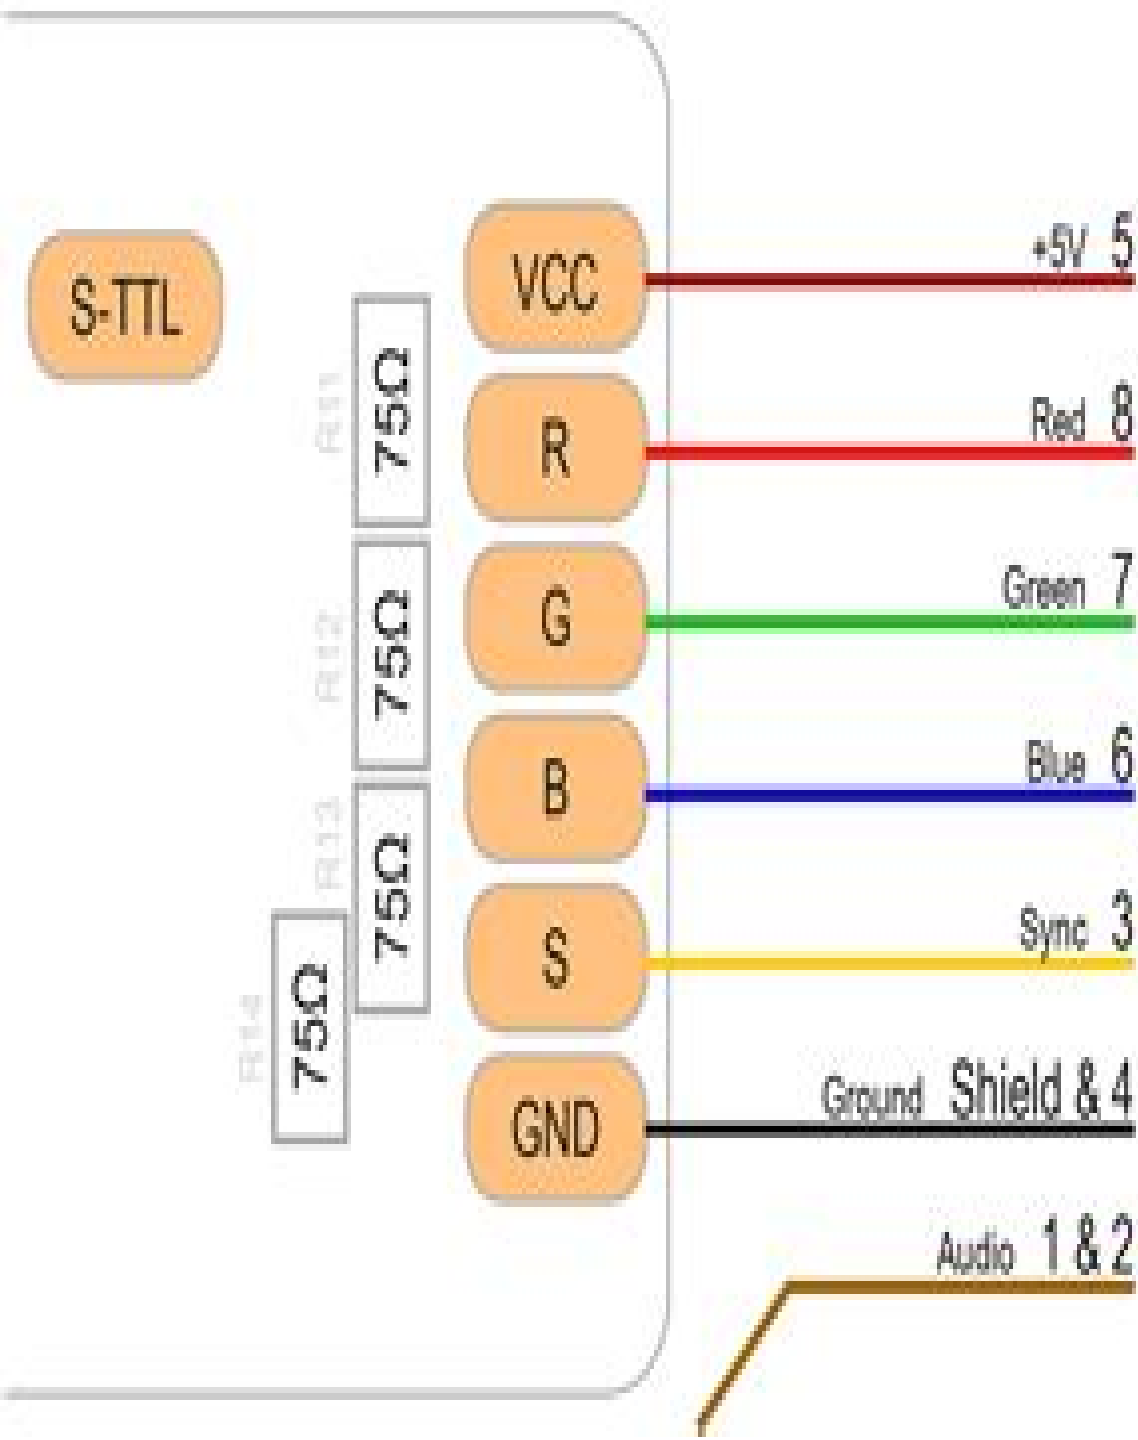 +5V 5
VCC
S-TTL
75Ω
R11
Red 8
R
Green 7
G
75Ω
R12
Blue 6
B
75Ω
R13
Sync 3
S
75Ω
R14
Ground Shield & 4
GND
Audio 1 & 2